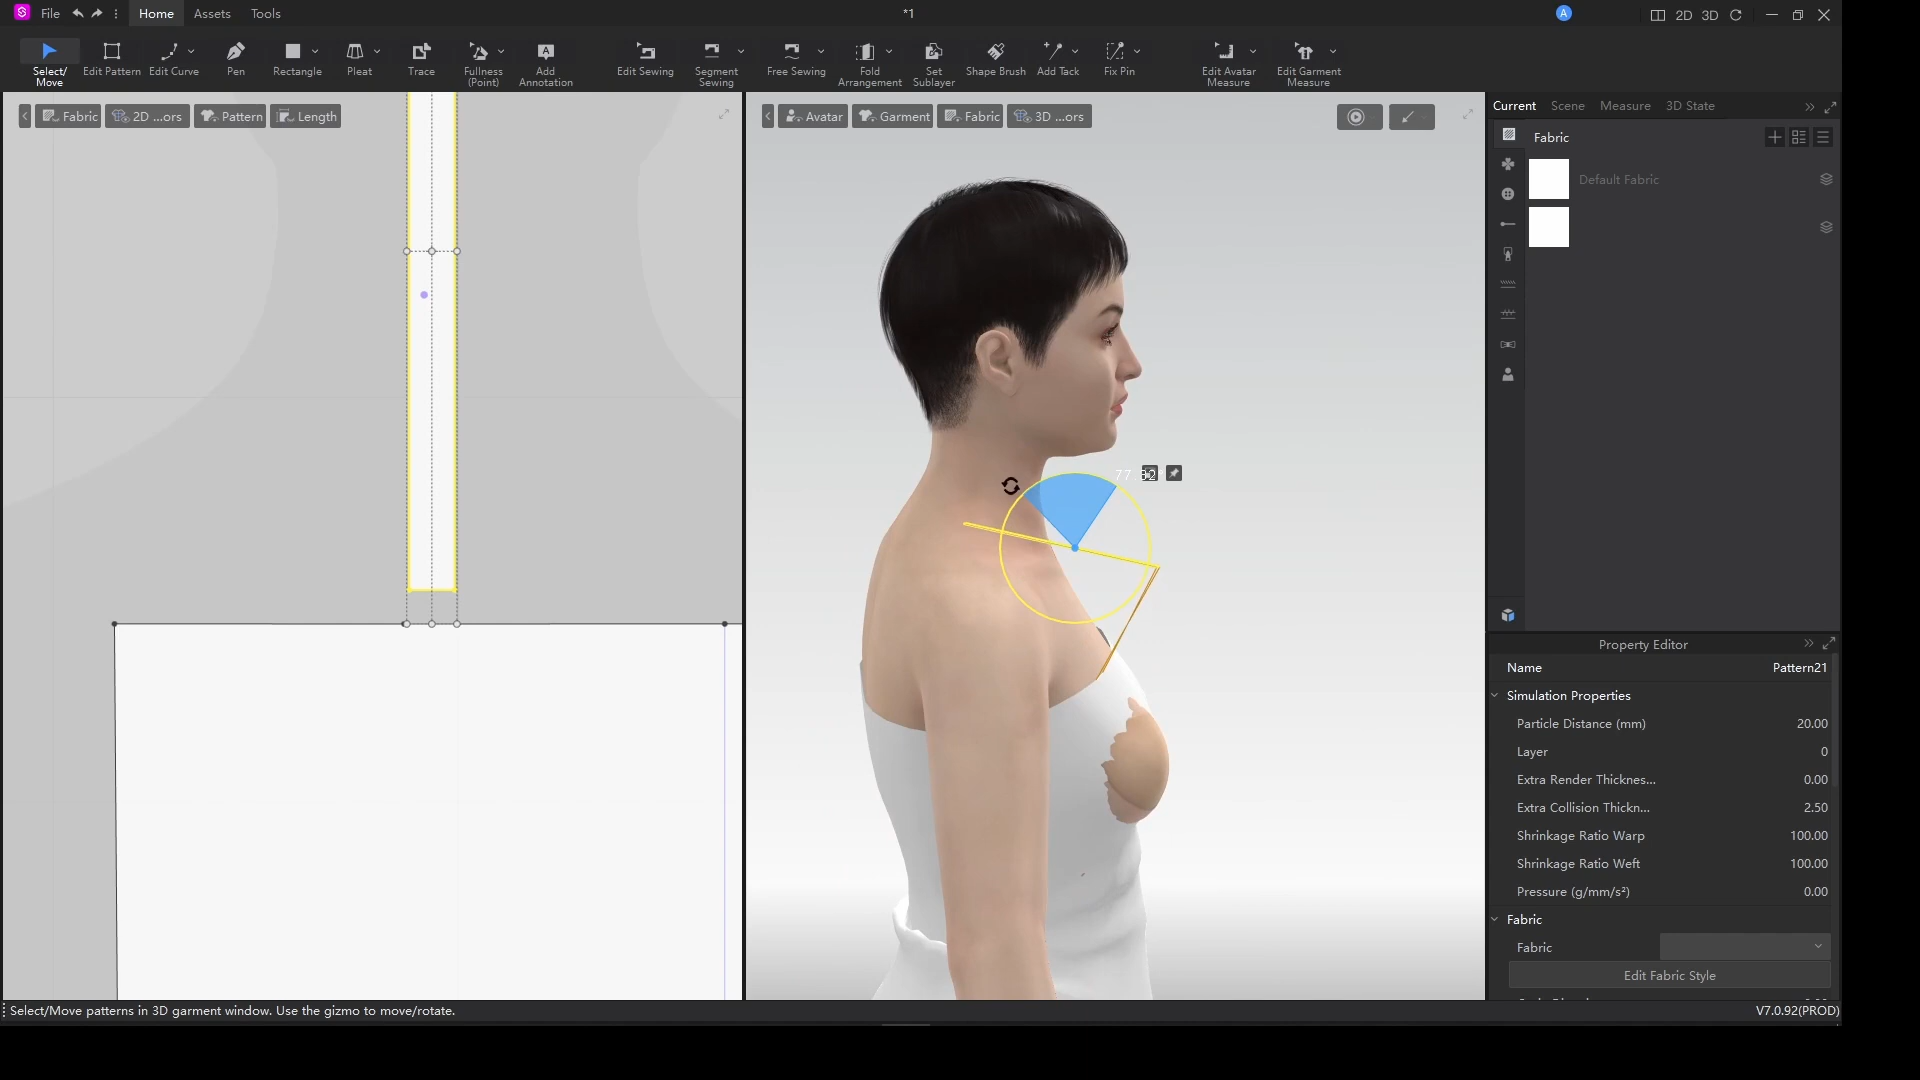 File Home Assets Tools *1 A 2D 3D
Select/ Move Edit Pattern Edit Curve Pen Rectangle Pleat Trace Fullness (Point) Add Annotation Edit Sewing Segment Sewing Free Sewing Fold Arrangement Set Sublayer Shape Brush Add Tack Fix Pin Edit Avatar Measure Edit Garment Measure
Fabric 2D ...ors Pattern Length Avatar Garment Fabric 3D ...ors
Current Scene Measure 3D State
Fabric
Default Fabric
Property Editor
Name Pattern21
Simulation Properties
Particle Distance (mm) 20.00
Layer 0
Extra Render Thicknes... 0.00
Extra Collision Thickn... 2.50
Shrinkage Ratio Warp 100.00
Shrinkage Ratio Weft 100.00
Pressure (g/mm/s²) 0.00
Fabric
Fabric
Edit Fabric Style
Select/Move patterns in 3D garment window. Use the gizmo to move/rotate. V7.0.92(PROD)